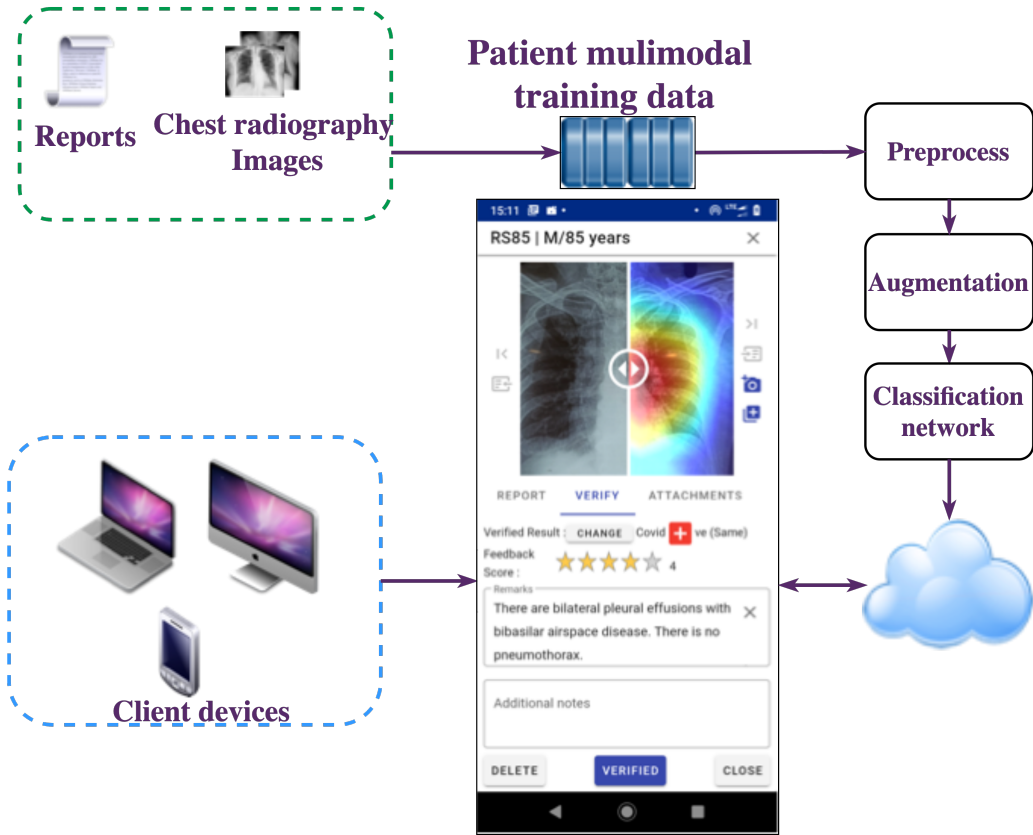 Patient mulimodal
training data
Reports
Chest radiography
Images
Preprocess
Augmentation
Classification
network
15:11
LTE
RS85 | M/85 years
REPORT VERIFY ATTACHMENTS
Verified Result : CHANGE Covid + ve (Same)
Feedback
Score :
4
Remarks
There are bilateral pleural effusions with
bibasilar airspace disease. There is no
pneumothorax.
Additional notes
DELETE VERIFIED CLOSE
Client devices